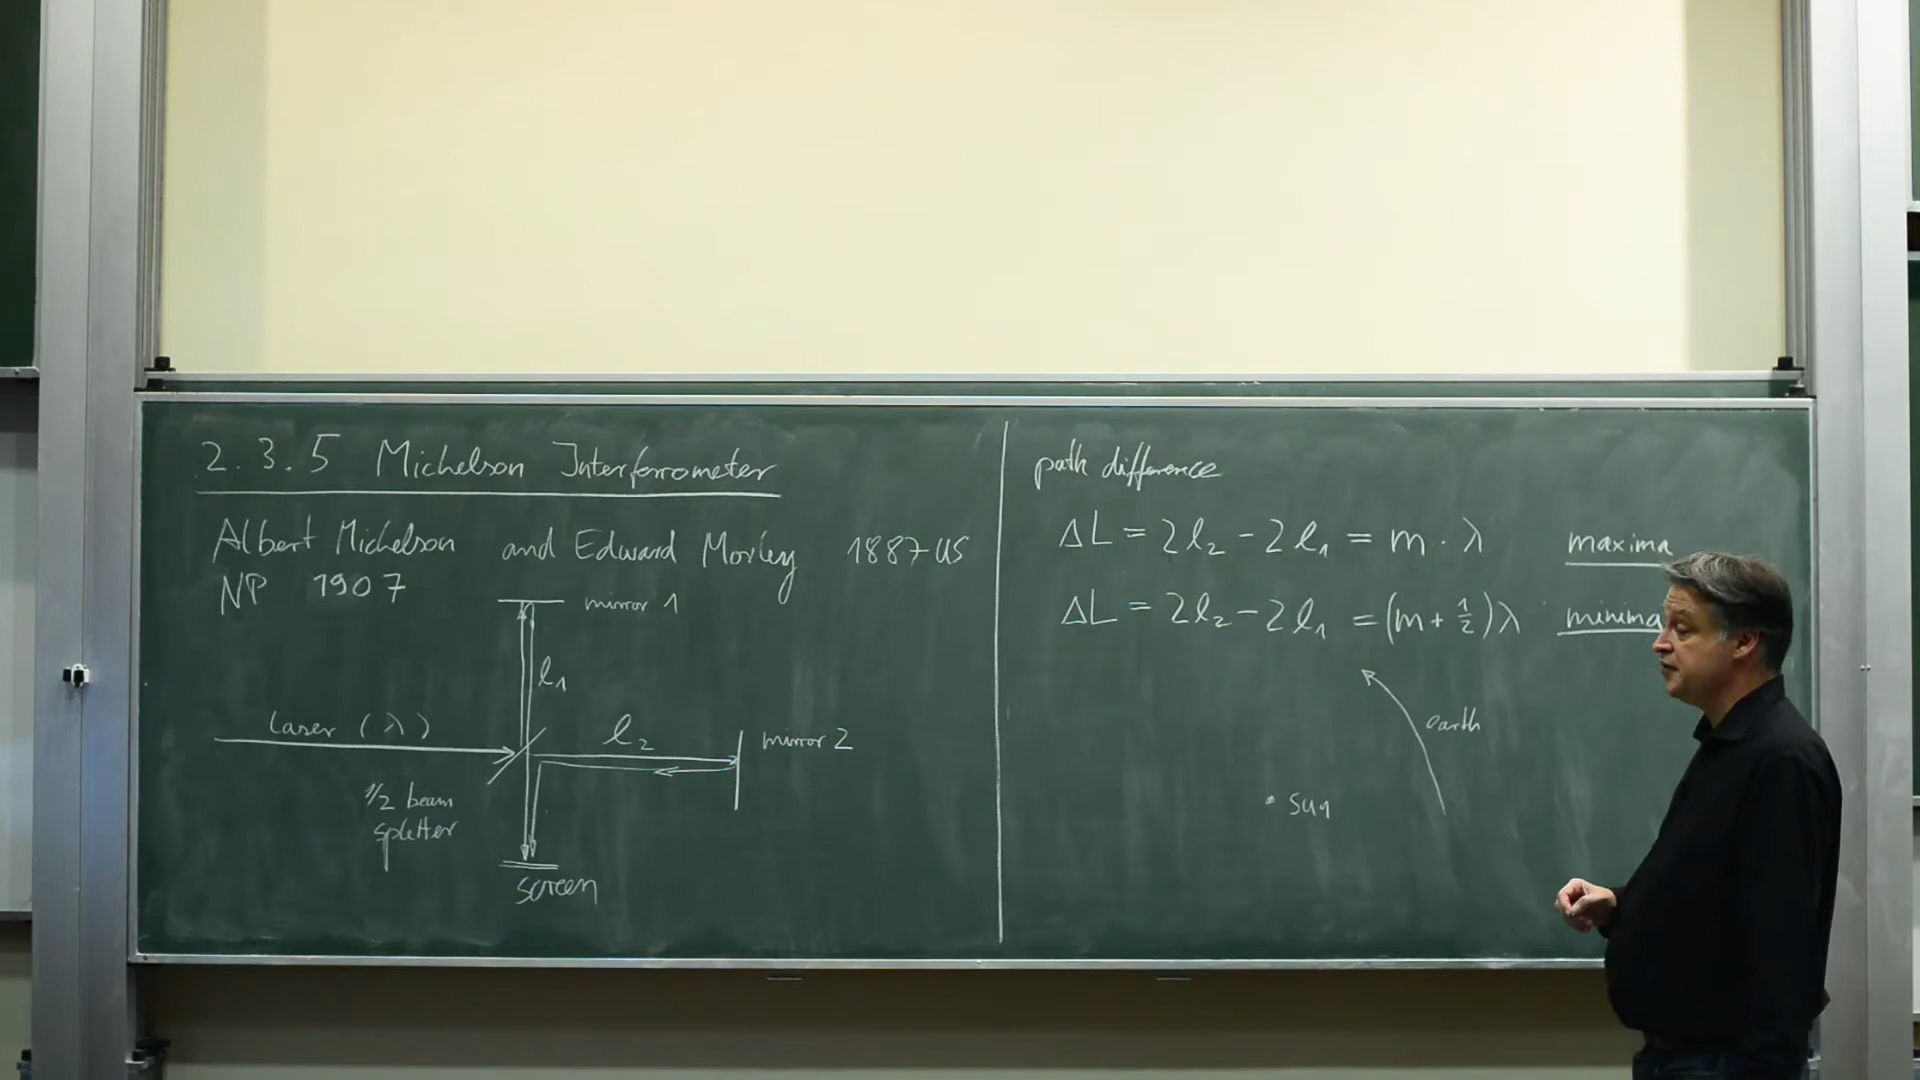 2.3.5 Michelson Interferrometer
Albert Michelson and Edward Morley 1887 US
NP 1907
mirror 1
l₁
laser (λ)
l₂
mirror 2
1/2 beam
splitter
screen
path difference
ΔL = 2l₂ - 2l₁ = m · λ maxima
ΔL = 2l₂ - 2l₁ = (m + 1/2)λ minima
earth
sun